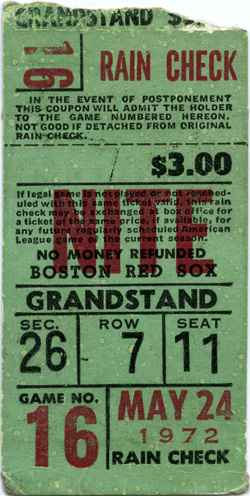 GRANDSTAND
16
RAIN CHECK
IN THE EVENT OF POSTPONEMENT
THIS COUPON WILL ADMIT THE HOLDER
TO THE GAME NUMBERED HEREON.
NOT GOOD IF DETACHED FROM ORIGINAL
RAIN-CHECK.
$3.00
NITE
If legal game is not played or not resched-
uled with this same ticket valid, this rain
check may be exchanged at box office for
a ticket of the same price, if available, for
any future regularly scheduled American
League game of the current season.
NO MONEY REFUNDED
BOSTON RED SOX
GRANDSTAND
SEC. ROW SEAT
26 7 11
GAME NO.
16
MAY 24
1972
RAIN CHECK